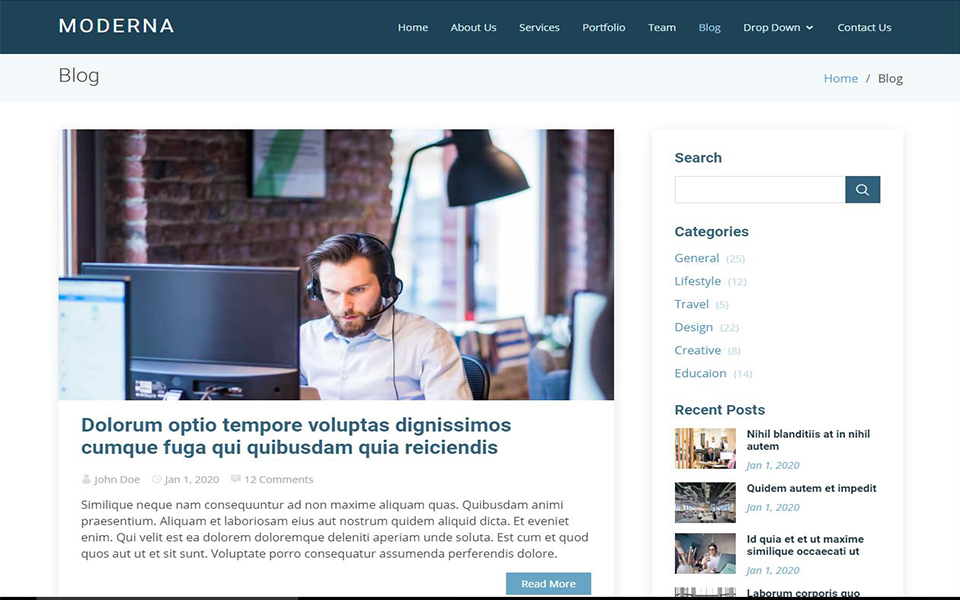 MODERNA
Home About Us Services Portfolio Team Blog Drop Down Contact Us
Blog
Home / Blog
Dolorum optio tempore voluptas dignissimos
cumque fuga qui quibusdam quia reiciendis
John Doe Jan 1, 2020 12 Comments
Similique neque nam consequuntur ad non maxime aliquam quas. Quibusdam animi
praesentium. Aliquam et laboriosam eius aut nostrum quidem aliquid dicta. Et eveniet
enim. Qui velit est ea dolorem doloremque deleniti aperiam unde soluta. Est cum et quod
quos aut ut et sit sunt. Voluptate porro consequatur assumenda perferendis dolore.
Read More
Search
Categories
General (25)
Lifestyle (12)
Travel (5)
Design (22)
Creative (8)
Educaion (14)
Recent Posts
Nihil blanditiis at in nihil
autem
Jan 1, 2020
Quidem autem et impedit
Jan 1, 2020
Id quia et et ut maxime
similique occaecati ut
Jan 1, 2020
Laborum corporis quo